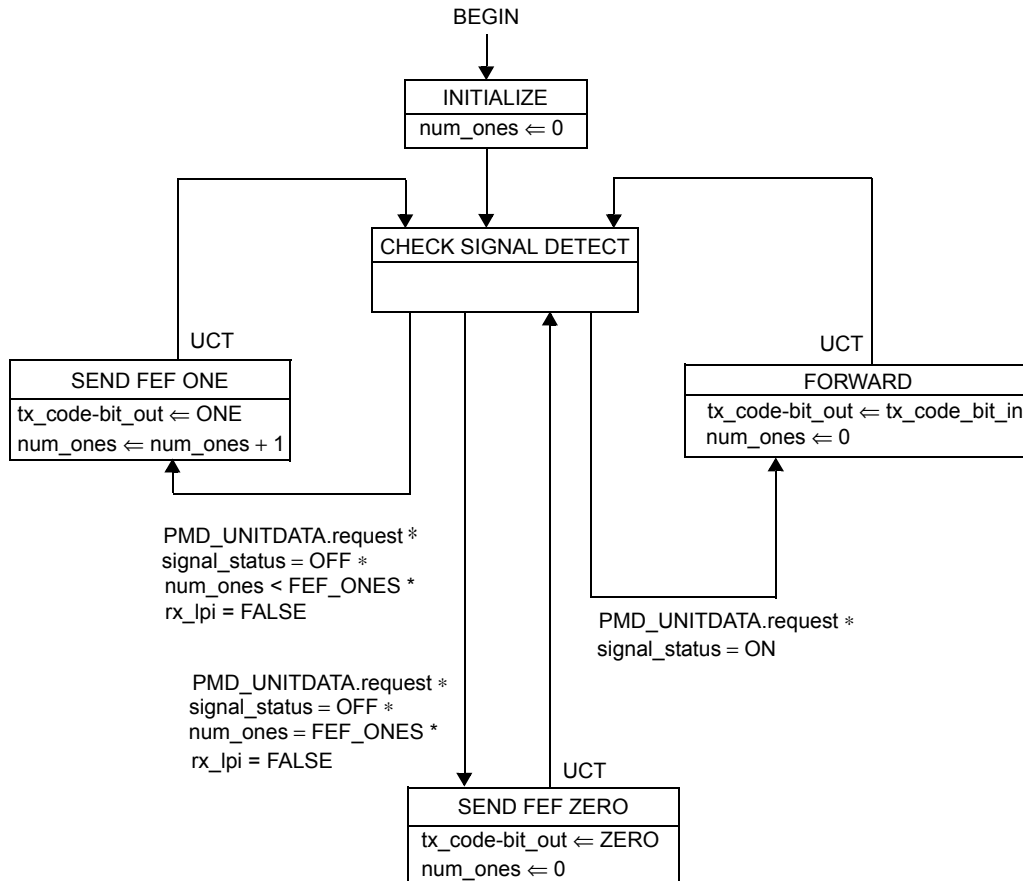 BEGIN
INITIALIZE
num_ones ⇐ 0
CHECK SIGNAL DETECT
UCT
SEND FEF ONE
tx_code-bit_out ⇐ ONE
num_ones ⇐ num_ones + 1
UCT
FORWARD
tx_code-bit_out ⇐ tx_code_bit_in
num_ones ⇐ 0
PMD_UNITDATA.request *
signal_status = OFF *
num_ones < FEF_ONES *
rx_lpi = FALSE
PMD_UNITDATA.request *
signal_status = ON
PMD_UNITDATA.request *
signal_status = OFF *
num_ones = FEF_ONES *
rx_lpi = FALSE
UCT
SEND FEF ZERO
tx_code-bit_out ⇐ ZERO
num_ones ⇐ 0